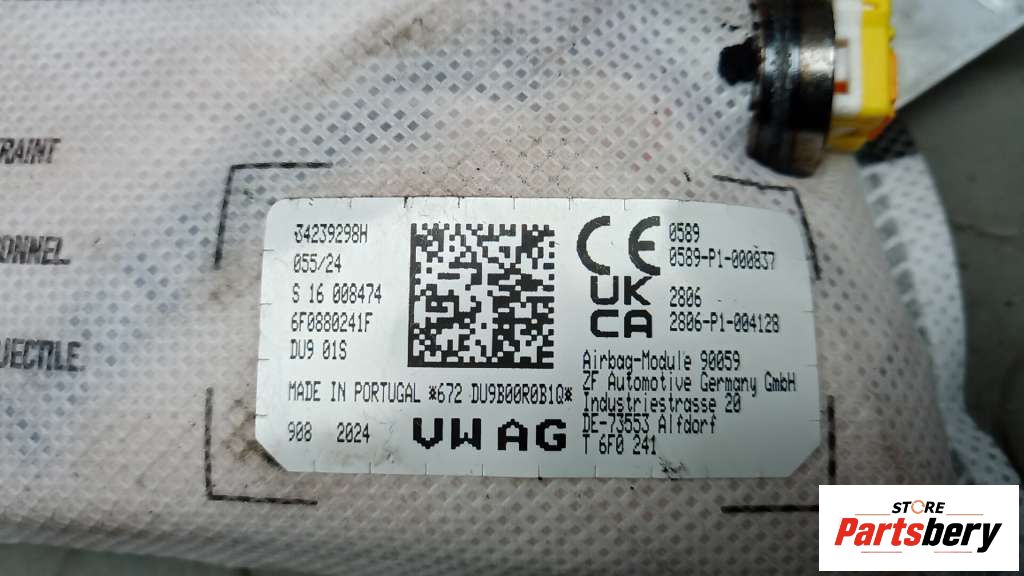 RAINT
ONNEL
JECTILE
34239298H
055/24
S 16 008474
6F0880241F
DU9 01S
MADE IN PORTUGAL *672 DU9B00R0B1Q*
908 2024
VW AG
CE 0589
0589-P1-000837
UK CA 2806
2806-P1-004128
Airbag-Module 90059
ZF Automotive Germany GmbH
Industriestrasse 20
DE-73553 Alfdorf
T 6F0 241
STORE
Partsbery